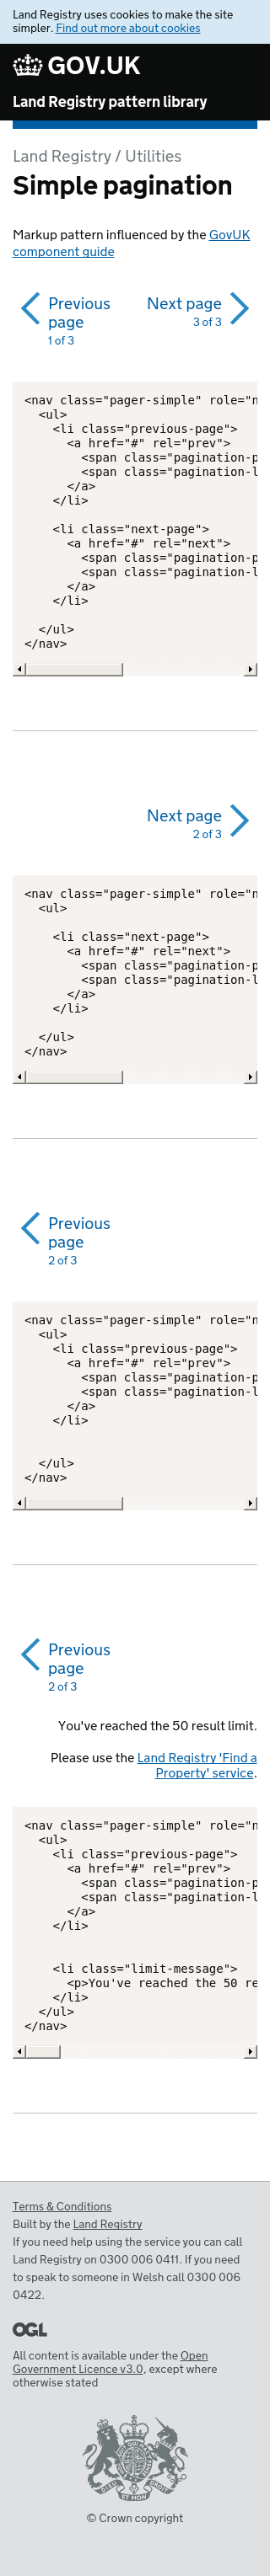 Land Registry uses cookies to make the site
simpler. Find out more about cookies
GOV.UK
Land Registry pattern library
Land Registry / Utilities
Simple pagination
Markup pattern influenced by the GovUK
component guide
Previous
page
1 of 3
Next page
3 of 3
<nav class="pager-simple" role="n
<ul>
<li class="previous-page">
<a href="#" rel="prev">
<span class="pagination-p
<span class="pagination-l
</a>
</li>
<li class="next-page">
<a href="#" rel="next">
<span class="pagination-p
<span class="pagination-l
</a>
</li>
</ul>
</nav>
Next page
2 of 3
<nav class="pager-simple" role="n
<ul>
<li class="next-page">
<a href="#" rel="next">
<span class="pagination-p
<span class="pagination-l
</a>
</li>
</ul>
</nav>
Previous
page
2 of 3
<nav class="pager-simple" role="n
<ul>
<li class="previous-page">
<a href="#" rel="prev">
<span class="pagination-p
<span class="pagination-l
</a>
</li>
</ul>
</nav>
Previous
page
2 of 3
You've reached the 50 result limit.
Please use the Land Registry 'Find a
Property' service.
<nav class="pager-simple" role="n
<ul>
<li class="previous-page">
<a href="#" rel="prev">
<span class="pagination-p
<span class="pagination-l
</a>
</li>
<li class="limit-message">
<p>You've reached the 50 re
</li>
</ul>
</nav>
Terms & Conditions
Built by the Land Registry
If you need help using the service you can call
Land Registry on 0300 006 0411. If you need
to speak to someone in Welsh call 0300 006
0422.
OGL
All content is available under the Open
Government Licence v3.0, except where
otherwise stated
DIEU ET MON DROIT
© Crown copyright